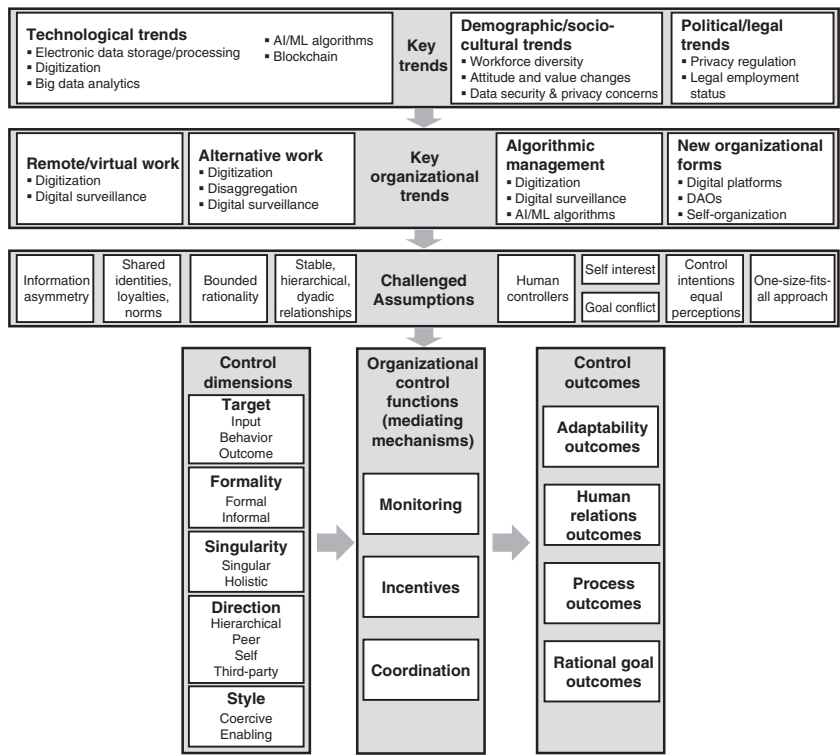 Technological trends
▪ Electronic data storage/processing
▪ Digitization
▪ Big data analytics
▪ AI/ML algorithms
▪ Blockchain
Key
trends
Demographic/socio-
cultural trends
▪ Workforce diversity
▪ Attitude and value changes
▪ Data security & privacy concerns
Political/legal
trends
▪ Privacy regulation
▪ Legal employment
status
Remote/virtual work
▪ Digitization
▪ Digital surveillance
Alternative work
▪ Digitization
▪ Disaggregation
▪ Digital surveillance
Key
organizational
trends
Algorithmic
management
▪ Digitization
▪ Digital surveillance
▪ AI/ML algorithms
New organizational
forms
▪ Digital platforms
▪ DAOs
▪ Self-organization
Information
asymmetry
Shared
identities,
loyalties,
norms
Bounded
rationality
Stable,
hierarchical,
dyadic
relationships
Challenged
Assumptions
Human
controllers
Self interest
Goal conflict
Control
intentions
equal
perceptions
One-size-fits-
all approach
Control
dimensions
Target
Input
Behavior
Outcome
Formality
Formal
Informal
Singularity
Singular
Holistic
Direction
Hierarchical
Peer
Self
Third-party
Style
Coercive
Enabling
Organizational
control
functions
(mediating
mechanisms)
Monitoring
Incentives
Coordination
Control
outcomes
Adaptability
outcomes
Human
relations
outcomes
Process
outcomes
Rational goal
outcomes